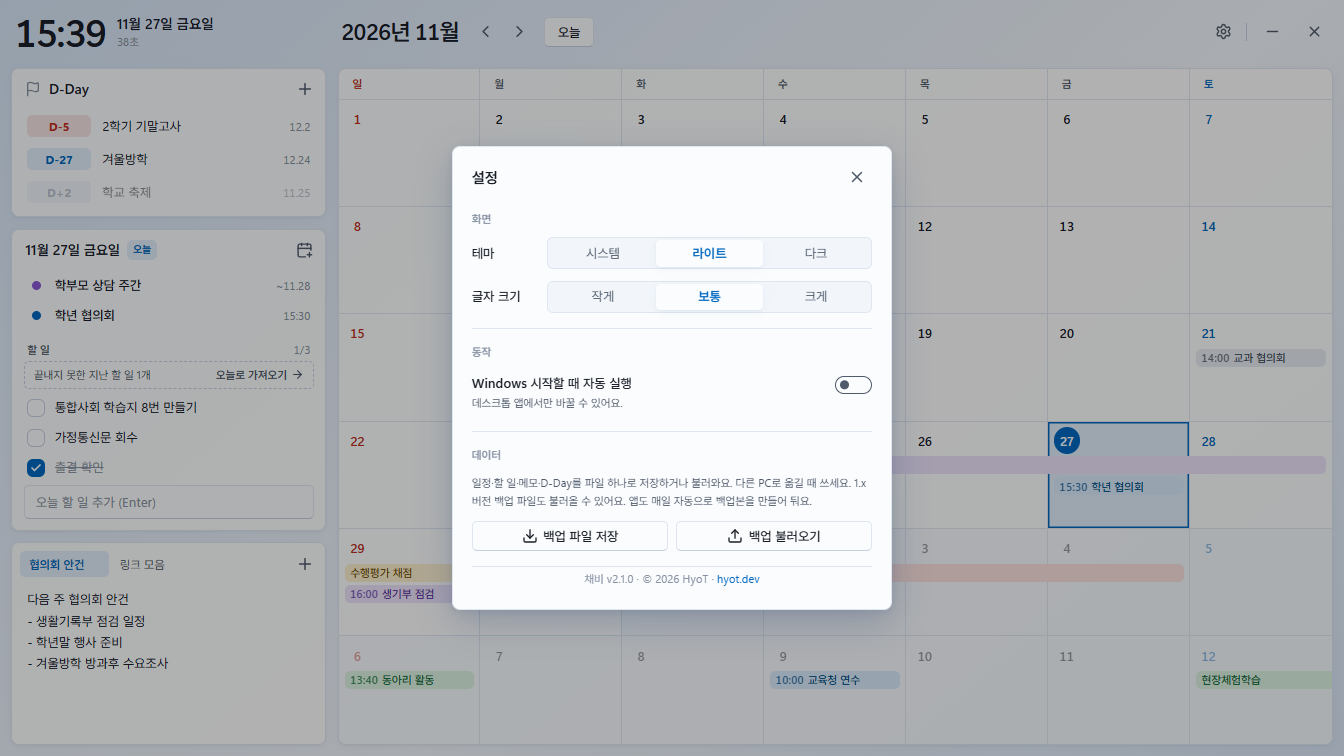 15:39
11월 27일 금요일
38초
2026년 11월
오늘
D-Day
D-5 2학기 기말고사 12.2
D-27 겨울방학 12.24
D+2 학교 축제 11.25
11월 27일 금요일 오늘
학부모 상담 주간 ~11.28
학년 협의회 15:30
할 일 1/3
끝내지 못한 지난 할 일 1개 오늘로 가져오기 →
통합사회 학습지 8번 만들기
가정통신문 회수
출결 확인
오늘 할 일 추가 (Enter)
협의회 안건 링크 모음
다음 주 협의회 안건
- 생활기록부 점검 일정
- 학년말 행사 준비
- 겨울방학 방과후 수요조사
일 월 화 수 목 금 토
1 2 3 4 5 6 7
8 12 13 14
15 19 20 21
14:00 교과 협의회
22 26 27 28
15:30 학년 협의회
29 3 4 5
수행평가 채점
16:00 생기부 점검
6 7 8 9 10 11 12
13:40 동아리 활동 10:00 교육청 연수 현장체험학습
설정
화면
테마 시스템 라이트 다크
글자 크기 작게 보통 크게
동작
Windows 시작할 때 자동 실행
데스크톱 앱에서만 바꿀 수 있어요.
데이터
일정·할 일·메모·D-Day를 파일 하나로 저장하거나 불러와요. 다른 PC로 옮길 때 쓰세요. 1.x
버전 백업 파일도 불러올 수 있어요. 앱도 매일 자동으로 백업본을 만들어 둬요.
백업 파일 저장 백업 불러오기
채비 v2.1.0 · © 2026 HyoT · hyot.dev